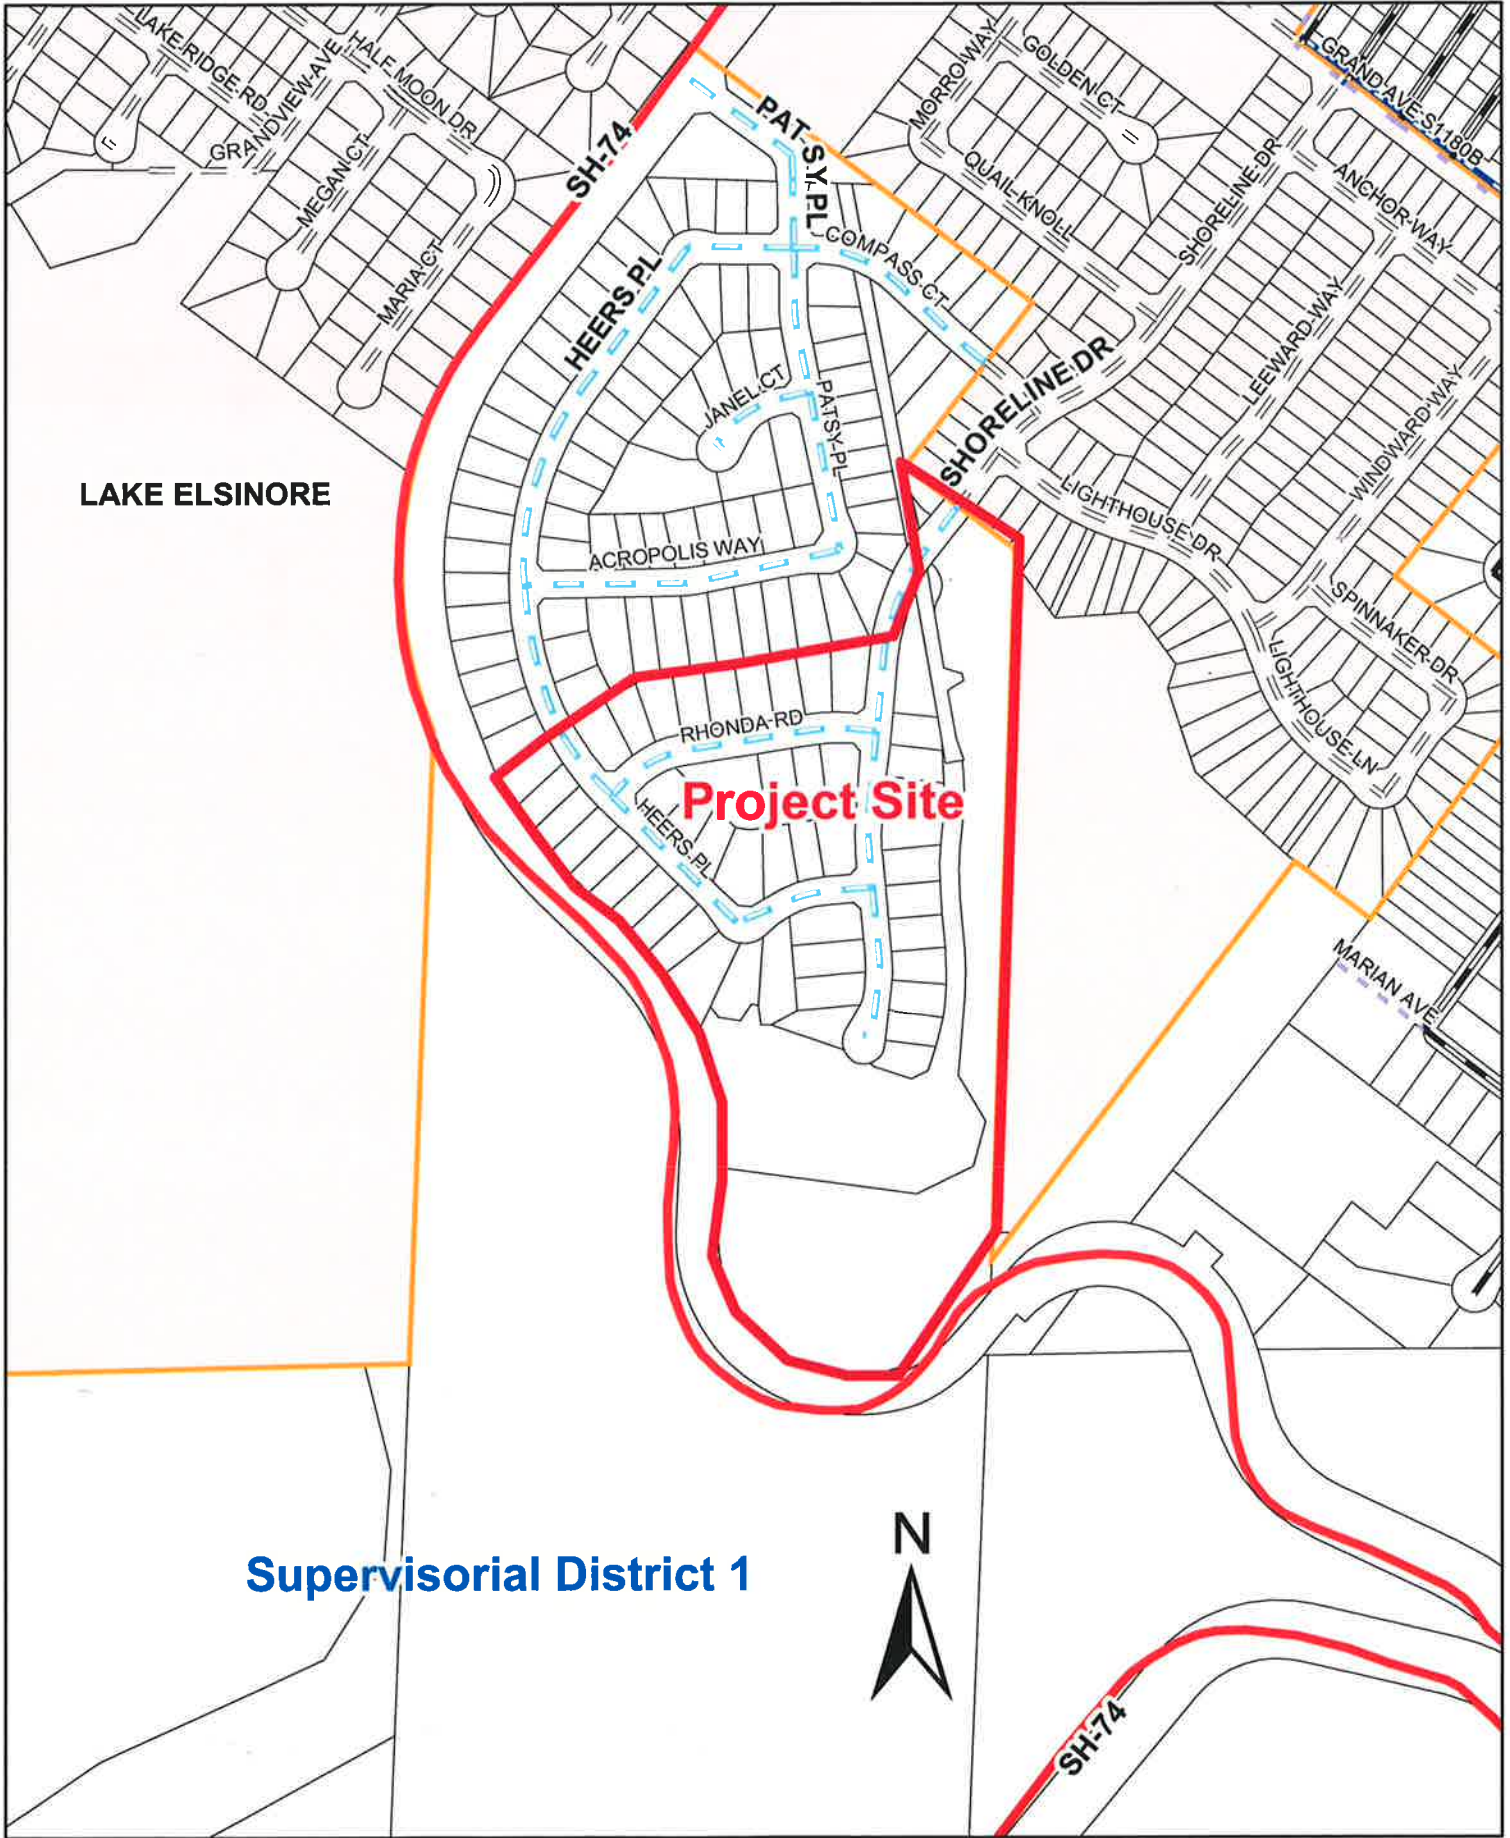 LAKE RIDGE RD
GRANDVIEW AVE
HALF MOON DR
MEGAN CT
MARIA CT
SH-74
PATSY PL
MORRO WAY
GOLDEN CT
QUAIL KNOLL
SHORELINE DR
GRAND AVE S1180B
ANCHOR WAY
COMPASS CT
HEERS PL
JANEL CT
PATSY PL
SHORELINE DR
LEEWARD WAY
WINDWARD WAY
LAKE ELSINORE
LIGHTHOUSE DR
ACROPOLIS WAY
SPINNAKER DR
LIGHTHOUSE LN
RHONDA RD
Project Site
HEERS PL
MARIAN AVE
N
Supervisorial District 1
SH-74